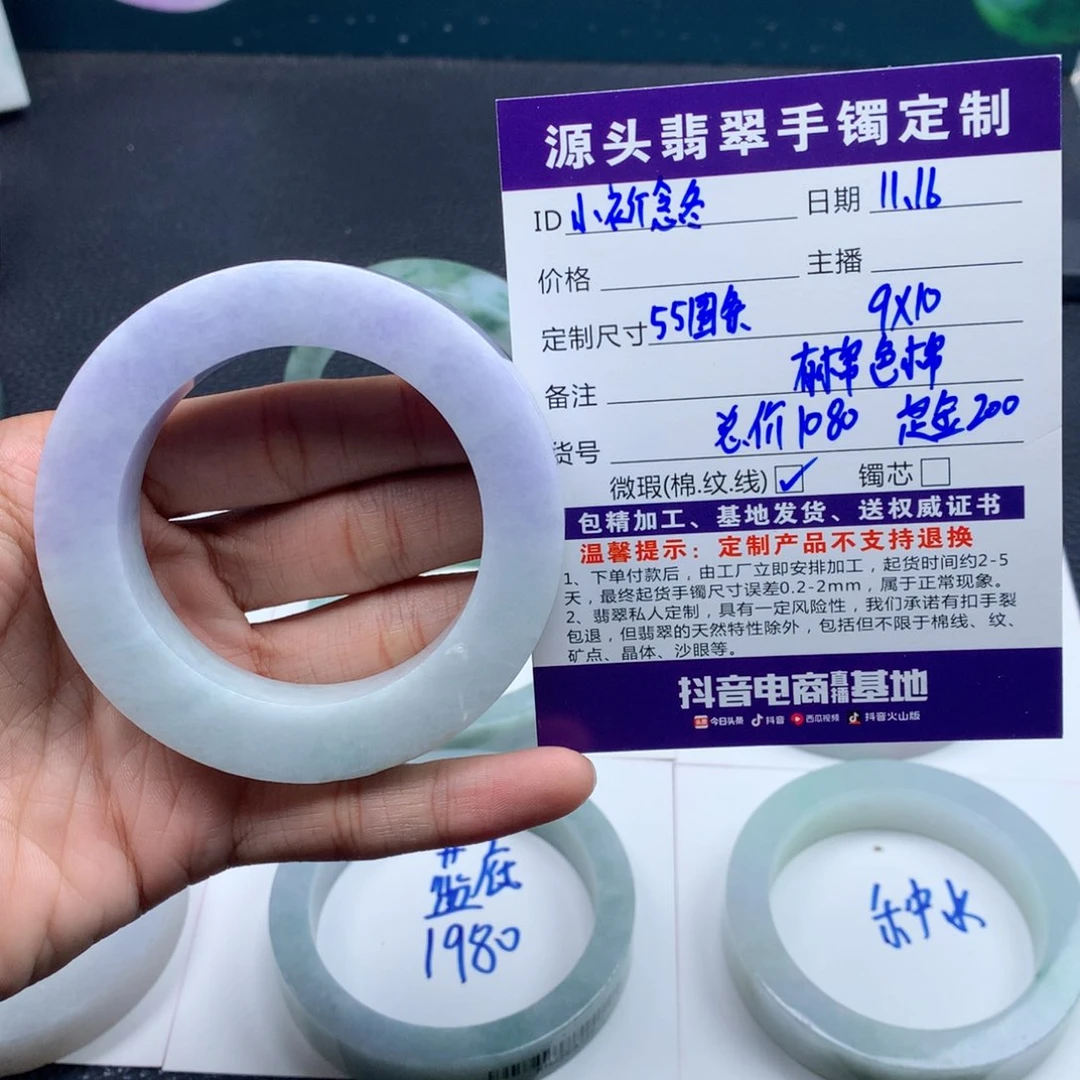 源头翡翠手镯定制
ID 小祈念冬 日期 11.16
价格 主播
定制尺寸 55圆条 9X10
备注 有棉色棉
总价1080 定金200
货号
微瑕(棉.纹.线) ✓ 镯芯
包精加工、基地发货、送权威证书
温馨提示：定制产品不支持退换
1、下单付款后，由工厂立即安排加工，起货时间约2-5
天，最终起货手镯尺寸误差0.2-2mm，属于正常现象。
2、翡翠私人定制，具有一定风险性，我们承诺有扣手裂
包退，但翡翠的天然特性除外，包括但不限于棉线、纹、
矿点、晶体、沙眼等。
抖音电商直播基地
头条 今日头条 抖音 西瓜视频 抖音火山版
1980